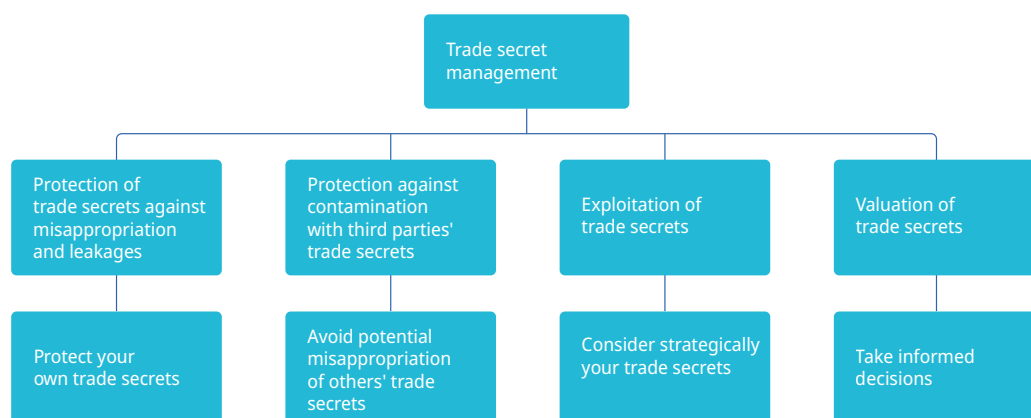 Trade secret
management
Protection of
trade secrets against
misappropriation
and leakages
Protection against
contamination
with third parties'
trade secrets
Exploitation of
trade secrets
Valuation of
trade secrets
Protect your
own trade secrets
Avoid potential
misappropriation
of others' trade
secrets
Consider strategically
your trade secrets
Take informed
decisions